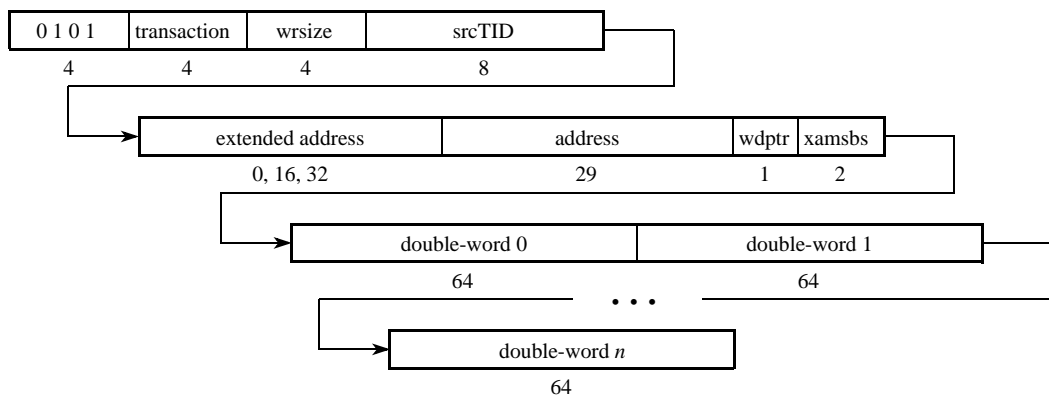 0 1 0 1 transaction wrsize srcTID
4 4 4 8
extended address address wdptr xamsbs
0, 16, 32 29 1 2
double-word 0 double-word 1
64 64
• • •
double-word n
64